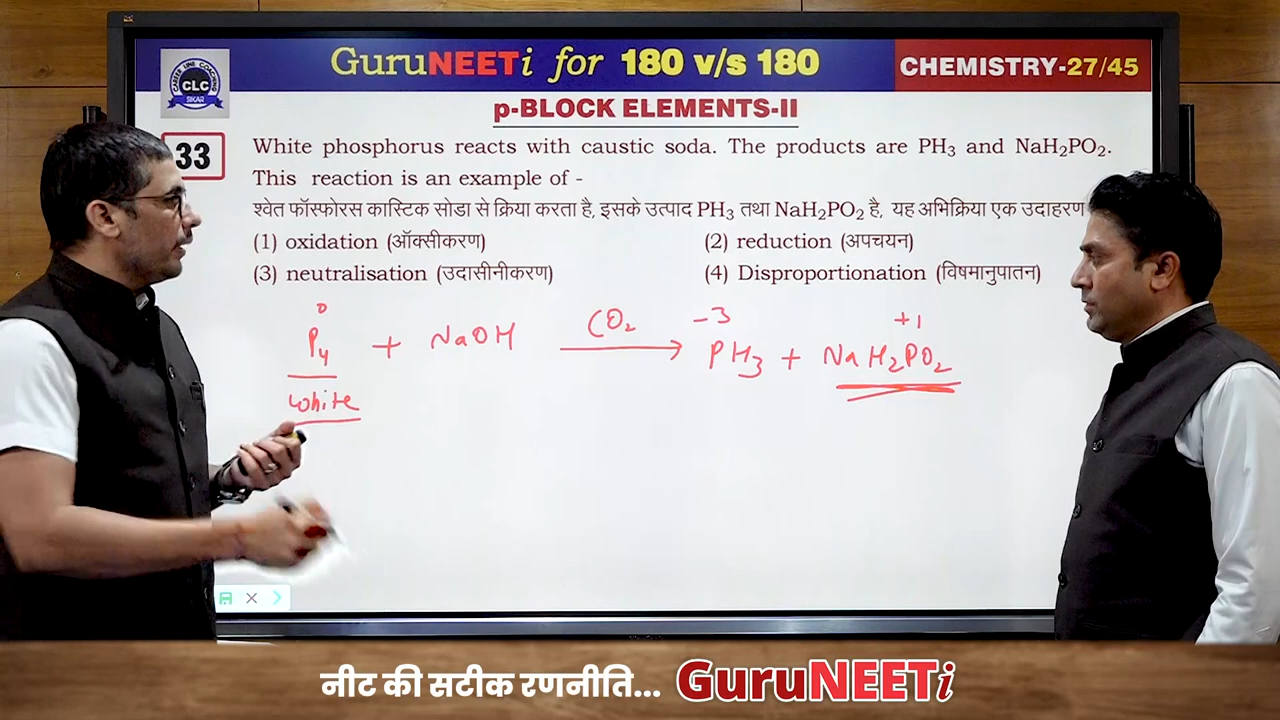 GuruNEETi for 180 v/s 180
CHEMISTRY-27/45
CAREER LINE COACHING
CLC
SIKAR
p-BLOCK ELEMENTS-II
33
White phosphorus reacts with caustic soda. The products are PH₃ and NaH₂PO₂.
This reaction is an example of -
श्वेत फॉस्फोरस कास्टिक सोडा से क्रिया करता है, इसके उत्पाद PH₃ तथा NaH₂PO₂ है, यह अभिक्रिया एक उदाहरण
(1) oxidation (ऑक्सीकरण)
(2) reduction (अपचयन)
(3) neutralisation (उदासीनीकरण)
(4) Disproportionation (विषमानुपातन)
0 CO₂ -3 +1
P₄ + NaOH → PH₃ + NaH₂PO₂
white
नीट की सटीक रणनीति... GuruNEETi